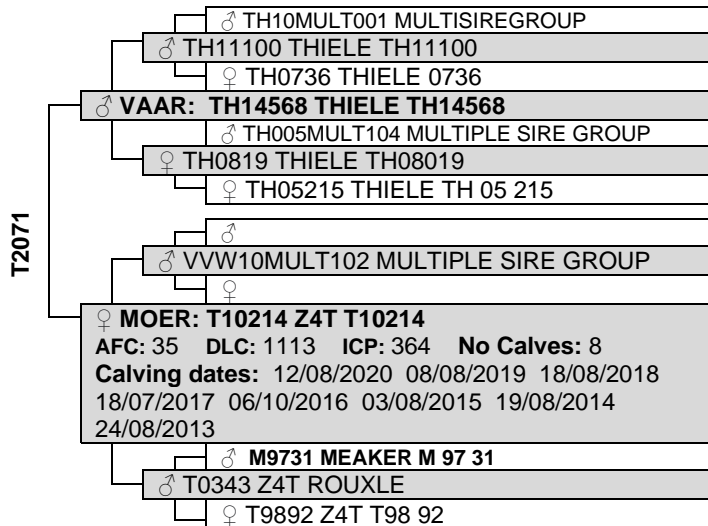 ♂ TH10MULT001 MULTISIREGROUP
♂ TH11100 THIELE TH11100
♀ TH0736 THIELE 0736
♂ VAAR: TH14568 THIELE TH14568
♂ TH005MULT104 MULTIPLE SIRE GROUP
♀ TH0819 THIELE TH08019
♀ TH05215 THIELE TH 05 215
T2071
♂
♂ VVW10MULT102 MULTIPLE SIRE GROUP
♀
♀ MOER: T10214 Z4T T10214
AFC: 35 DLC: 1113 ICP: 364 No Calves: 8
Calving dates: 12/08/2020 08/08/2019 18/08/2018
18/07/2017 06/10/2016 03/08/2015 19/08/2014
24/08/2013
♂ M9731 MEAKER M 97 31
♂ T0343 Z4T ROUXLE
♀ T9892 Z4T T98 92